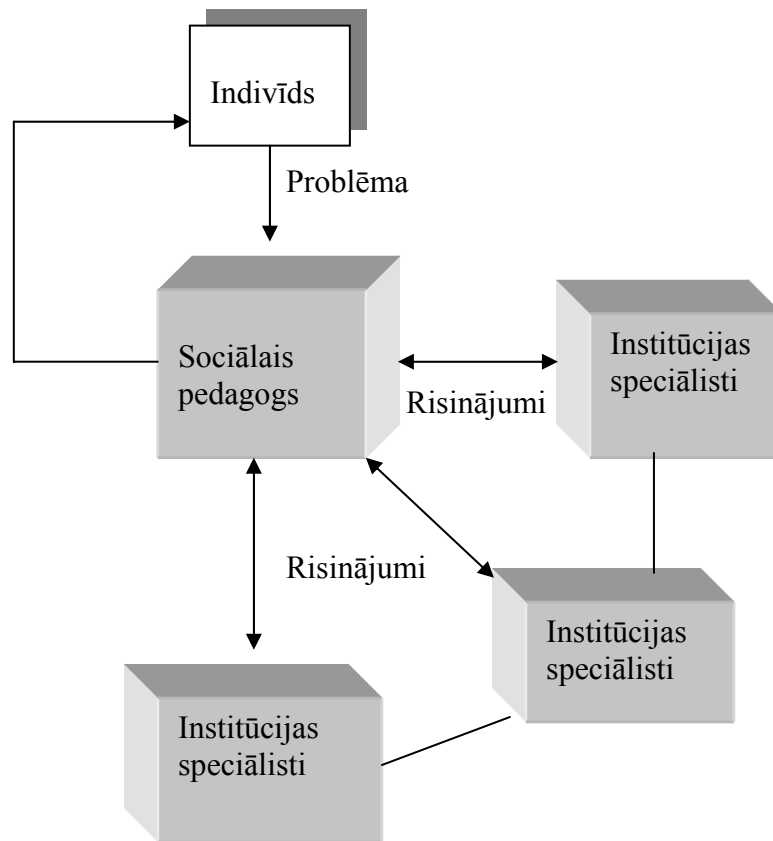 Indivīds
Problēma
Sociālais
pedagogs
Institūcijas
speciālisti
Risinājumi
Risinājumi
Institūcijas
speciālisti
Institūcijas
speciālisti